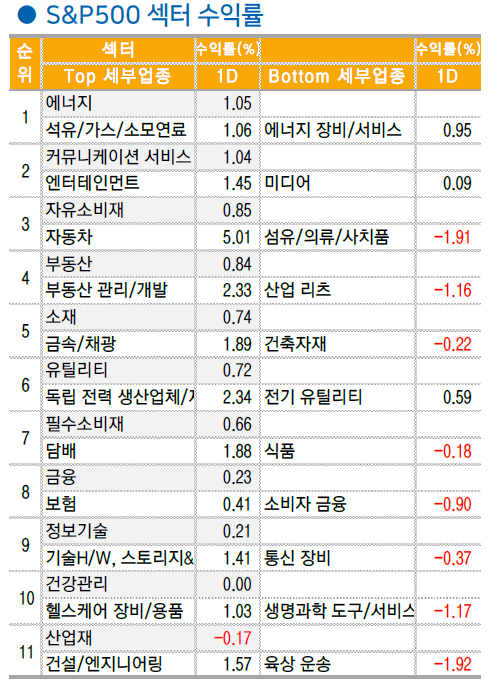 ● S&P500 섹터 수익률
순위 섹터 수익률(%) 수익률(%)
Top 세부업종 1D Bottom 세부업종 1D
1 에너지 1.05
석유/가스/소모연료 1.06 에너지 장비/서비스 0.95
2 커뮤니케이션 서비스 1.04
엔터테인먼트 1.45 미디어 0.09
3 자유소비재 0.85
자동차 5.01 섬유/의류/사치품 -1.91
4 부동산 0.84
부동산 관리/개발 2.33 산업 리츠 -1.16
5 소재 0.74
금속/채광 1.89 건축자재 -0.22
6 유틸리티 0.72
독립 전력 생산업체/ 2.34 전기 유틸리티 0.59
7 필수소비재 0.66
담배 1.88 식품 -0.18
8 금융 0.23
보험 0.41 소비자 금융 -0.90
9 정보기술 0.21
기술H/W, 스토리지& 1.41 통신 장비 -0.37
10 건강관리 0.00
헬스케어 장비/용품 1.03 생명과학 도구/서비스 -1.17
11 산업재 -0.17
건설/엔지니어링 1.57 육상 운송 -1.92